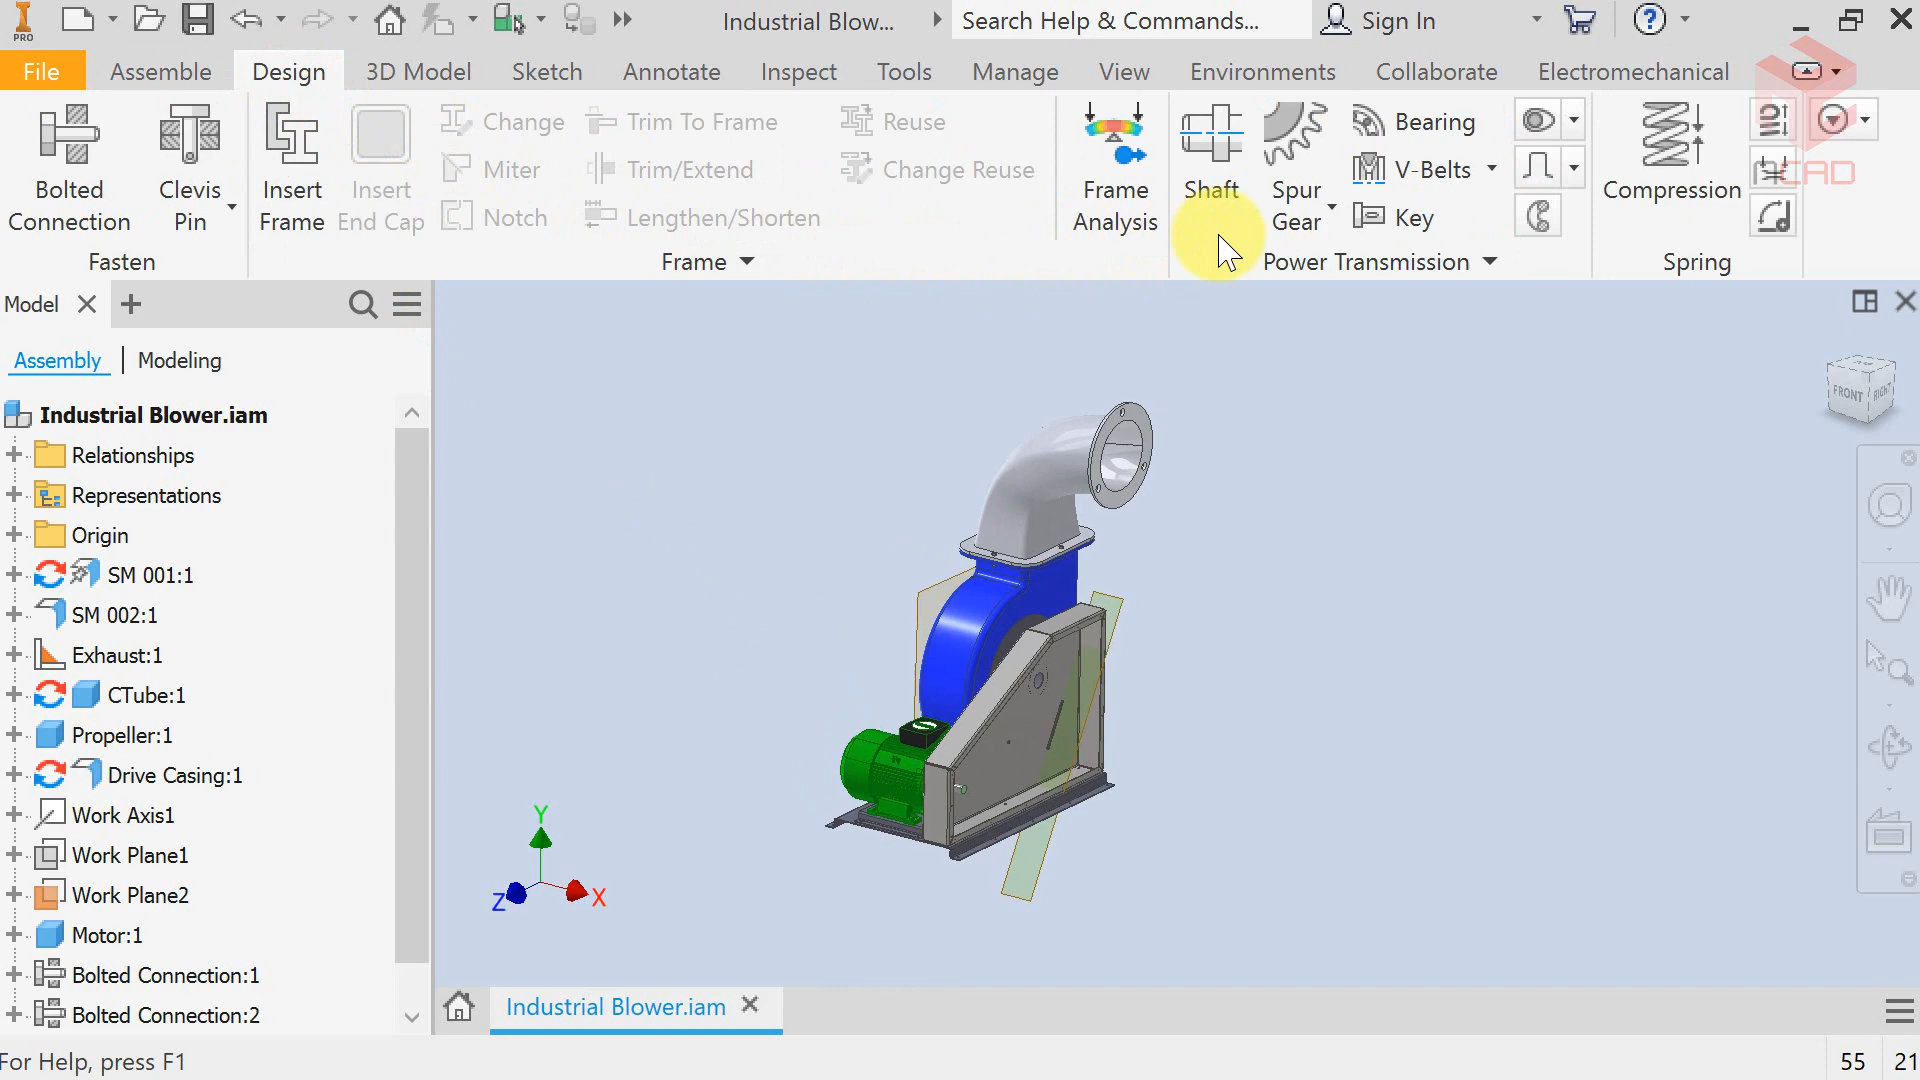 PRO
Industrial Blow...
Search Help & Commands...
Sign In
File
Assemble
Design
3D Model
Sketch
Annotate
Inspect
Tools
Manage
View
Environments
Collaborate
Electromechanical
Bolted
Connection
Clevis
Pin
Insert
Frame
Insert
End Cap
Change
Miter
Notch
Trim To Frame
Trim/Extend
Lengthen/Shorten
Reuse
Change Reuse
Frame
Analysis
Shaft
Spur
Gear
Bearing
V-Belts
Key
Compression
CAD
Fasten
Frame
Power Transmission
Spring
Model
Assembly
Modeling
Industrial Blower.iam
Relationships
Representations
Origin
SM 001:1
SM 002:1
Exhaust:1
CTube:1
Propeller:1
Drive Casing:1
Work Axis1
Work Plane1
Work Plane2
Motor:1
Bolted Connection:1
Bolted Connection:2
FRONT
RIGHT
Y
Z
X
Industrial Blower.iam
For Help, press F1
55
21